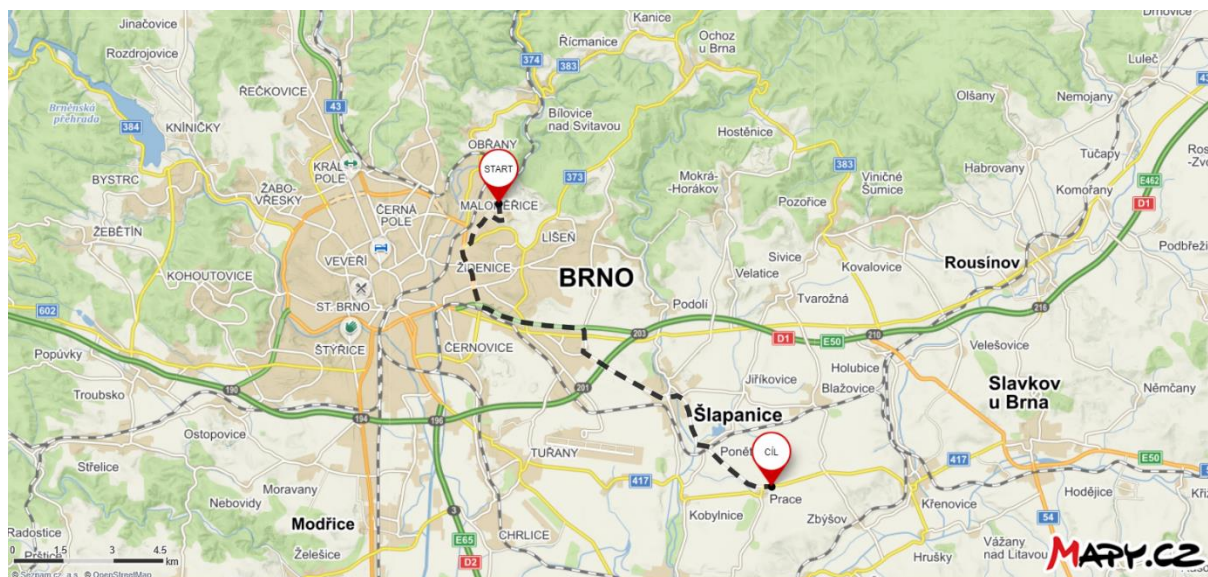 Jinačovice
Rozdrojovice
ŘEČKOVICE
43
374
Kanice
Řícmanice
383
Ochoz
u Brna
Luleč
Olšany
Nemojany
Brněnská
přehrada
384
KNÍNIČKY
Bílovice
nad Svitavou
Hostěnice
OBŘANY
START
373
383
Tučapy
Habrovany
KRÁL.
POLE
BYSTRC
ŽABO-
VŘESKY
ČERNÁ
POLE
MALOMĚŘICE
Mokrá-
-Horákov
Viničné
Šumice
Pozořice
Komořany
E462
D1
ŽEBĚTÍN
LÍŠEŇ
VEVEŘÍ
ŽIDENICE
KOHOUTOVICE
BRNO
Sivice
Velatice
Kovalovice
Rousínov
ST. BRNO
Podolí
Tvarožná
602
216
203
210
ŠTÝŘICE
ČERNOVICE
D1
E50
Popůvky
Velešovice
190
201
Holubice
Troubsko
Jiříkovice
Blažovice
Slavkov
u Brna
Němčany
194
196
Šlapanice
Ostopovice
TUŘANY
CÍL
417
E50
Střelice
417
Moravany
Hodějice
Nebovidy
Prace
Křenovice
Kobylnice
Zbýšov
54
Modřice
3
CHRLICE
Radostice
E65
Vážany
nad Litavou
Hrušky
Prštice
Želešice
D2
0 1.5 3 4.5
km
© Seznam.cz, a.s., © OpenStreetMap
MAPY.CZ